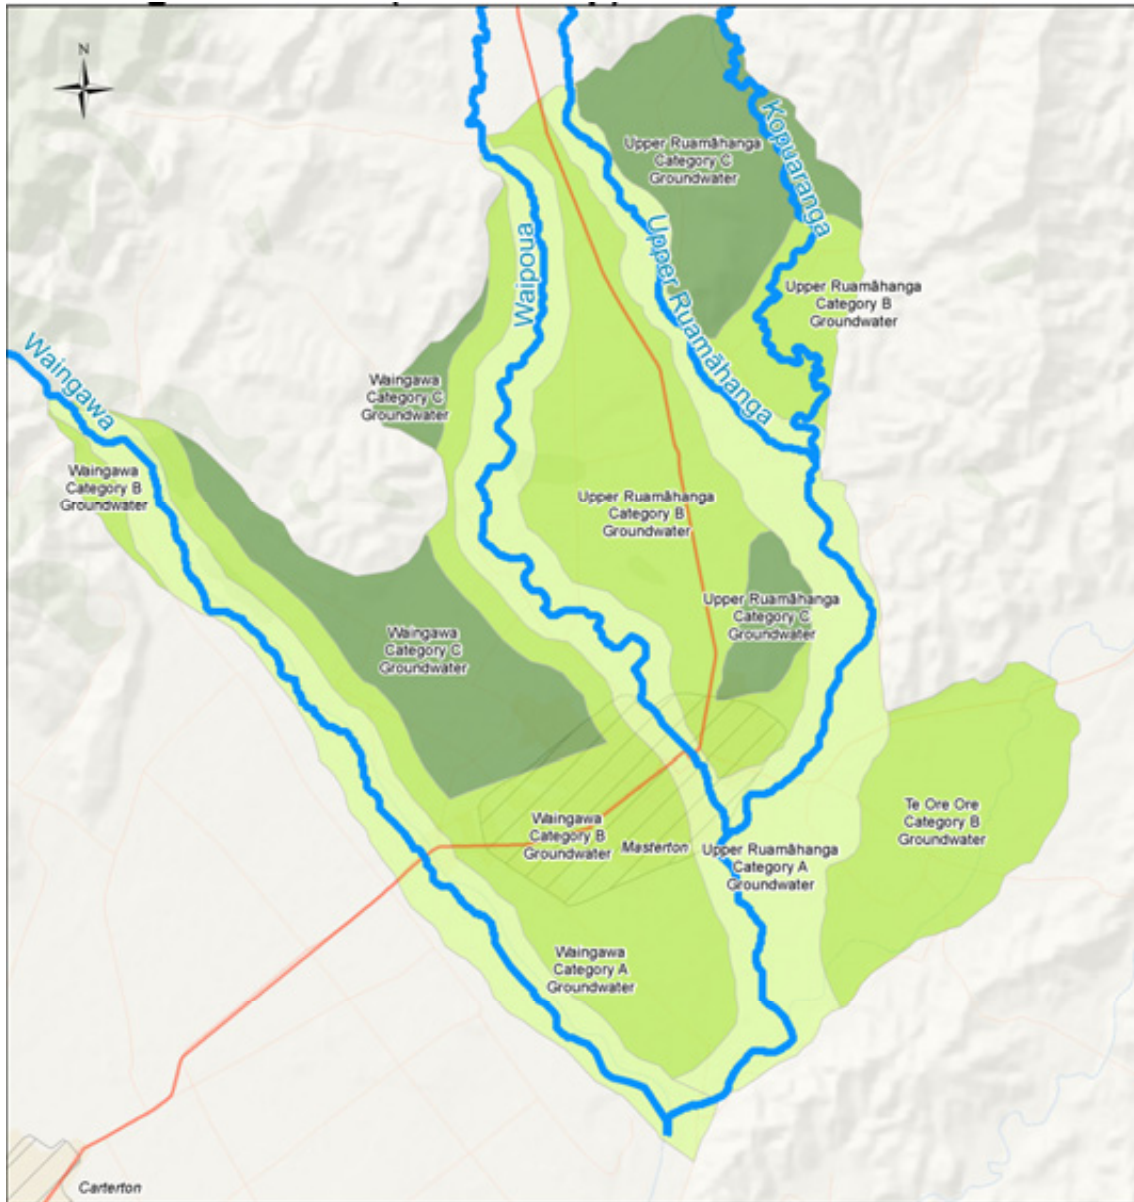 N
Kopuaranga
Upper Ruamāhanga
Category C
Groundwater
Waipoua
Upper Ruamāhanga
Upper Ruamāhanga
Category B
Groundwater
Waingawa
Waingawa
Category C
Groundwater
Waingawa
Category B
Groundwater
Upper Ruamāhanga
Category B
Groundwater
Upper Ruamāhanga
Category C
Groundwater
Waingawa
Category C
Groundwater
Te Ore Ore
Category B
Groundwater
Waingawa
Category B
Groundwater
Masterton
Upper Ruamāhanga
Category A
Groundwater
Waingawa
Category A
Groundwater
Carterton